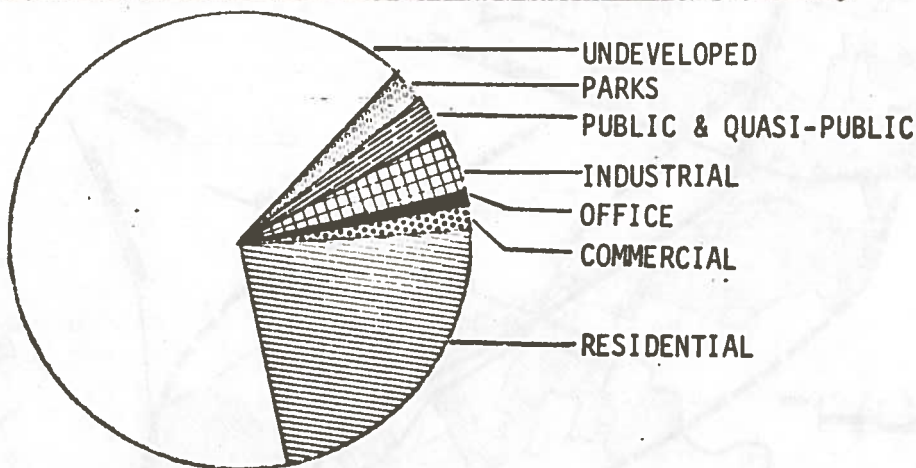 UNDEVELOPED
PARKS
PUBLIC & QUASI-PUBLIC
INDUSTRIAL
OFFICE
COMMERCIAL
RESIDENTIAL